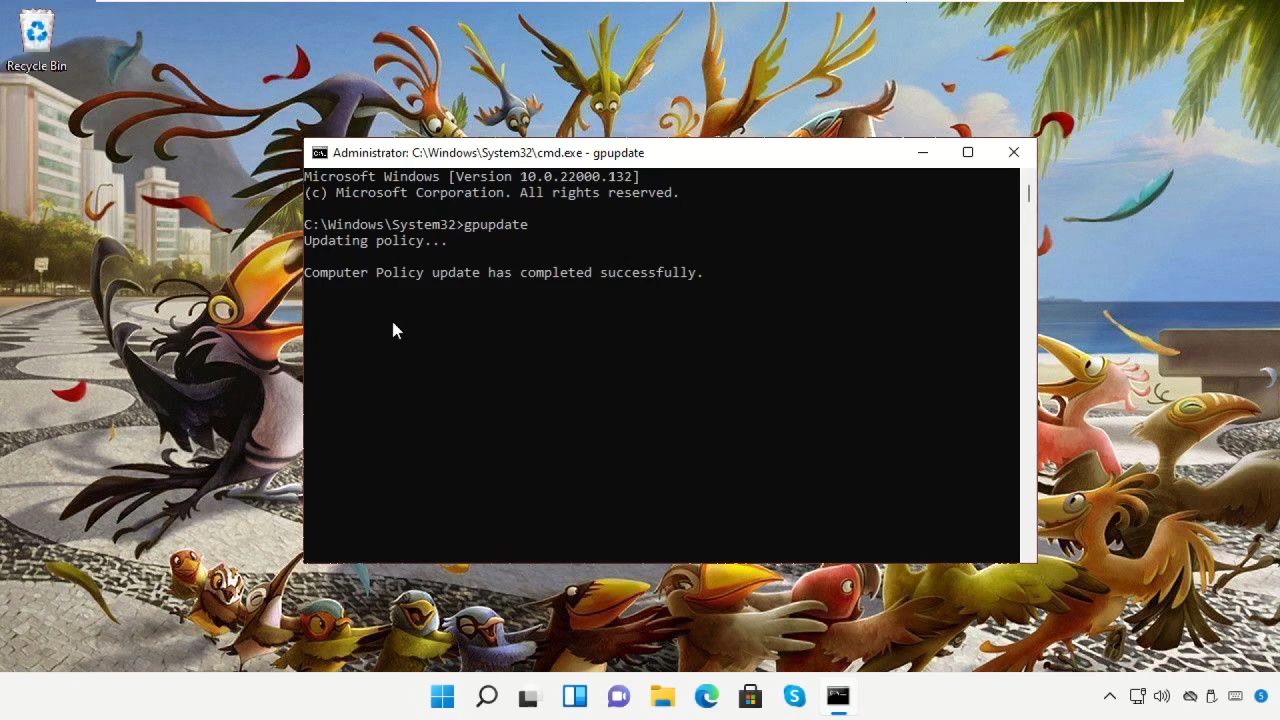 Recycle Bin
Administrator: C:\Windows\System32\cmd.exe - gpupdate
Microsoft Windows [Version 10.0.22000.132]
(c) Microsoft Corporation. All rights reserved.
C:\Windows\System32>gpupdate
Updating policy...
Computer Policy update has completed successfully.
5